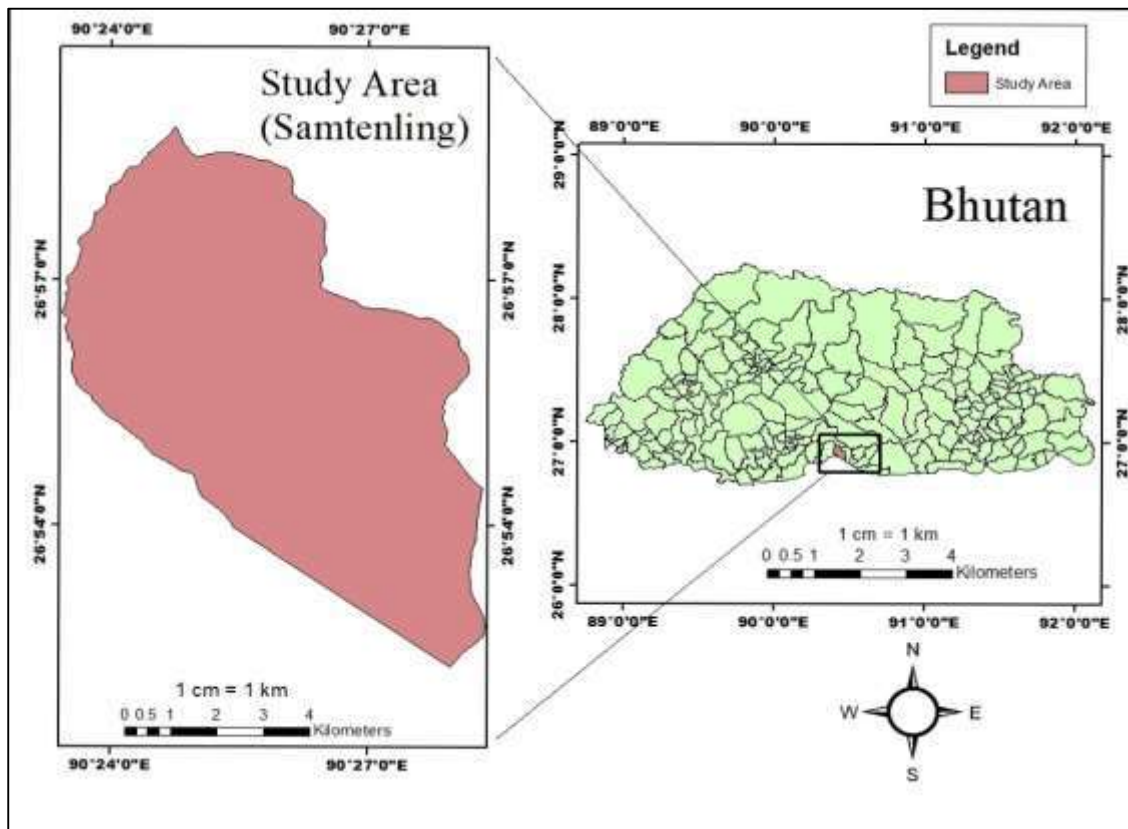 90°24'0"E 90°27'0"E
Study Area
(Samtenling)
26°57'0"N
26°57'0"N
26°54'0"N
26°54'0"N
1 cm = 1 km
0 0.5 1 2 3 4
Kilometers
90°24'0"E 90°27'0"E
Legend
Study Area
89°0'0"E 90°0'0"E 91°0'0"E 92°0'0"E
Bhutan
29°0'0"N
28°0'0"N
28°0'0"N
27°0'0"N
27°0'0"N
26°0'0"N
1 cm = 1 km
0 0.5 1 2 3 4
Kilometers
89°0'0"E 90°0'0"E 91°0'0"E 92°0'0"E
N
W E
S